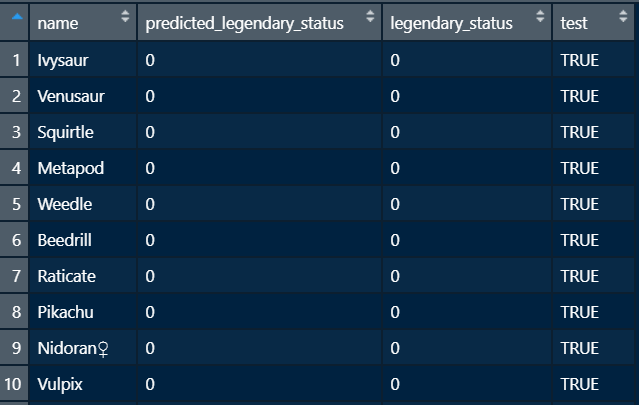 name predicted_legendary_status legendary_status test
1 Ivysaur 0 0 TRUE
2 Venusaur 0 0 TRUE
3 Squirtle 0 0 TRUE
4 Metapod 0 0 TRUE
5 Weedle 0 0 TRUE
6 Beedrill 0 0 TRUE
7 Raticate 0 0 TRUE
8 Pikachu 0 0 TRUE
9 Nidoran♀ 0 0 TRUE
10 Vulpix 0 0 TRUE